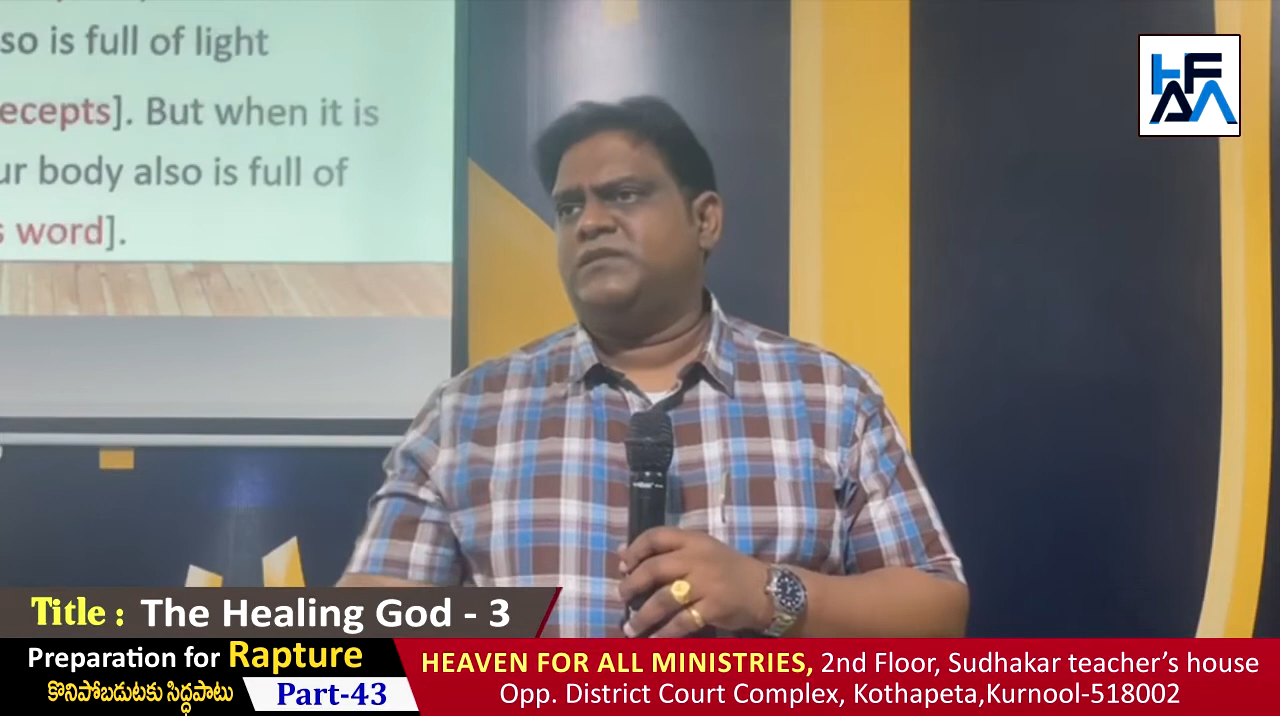 so is full of light
ecepts]. But when it is
ur body also is full of
s word].
HFAM
Title : The Healing God - 3
Preparation for Rapture
కొనిపోబడుటకు సిద్ధపాటు
Part-43
HEAVEN FOR ALL MINISTRIES, 2nd Floor, Sudhakar teacher’s house
Opp. District Court Complex, Kothapeta,Kurnool-518002